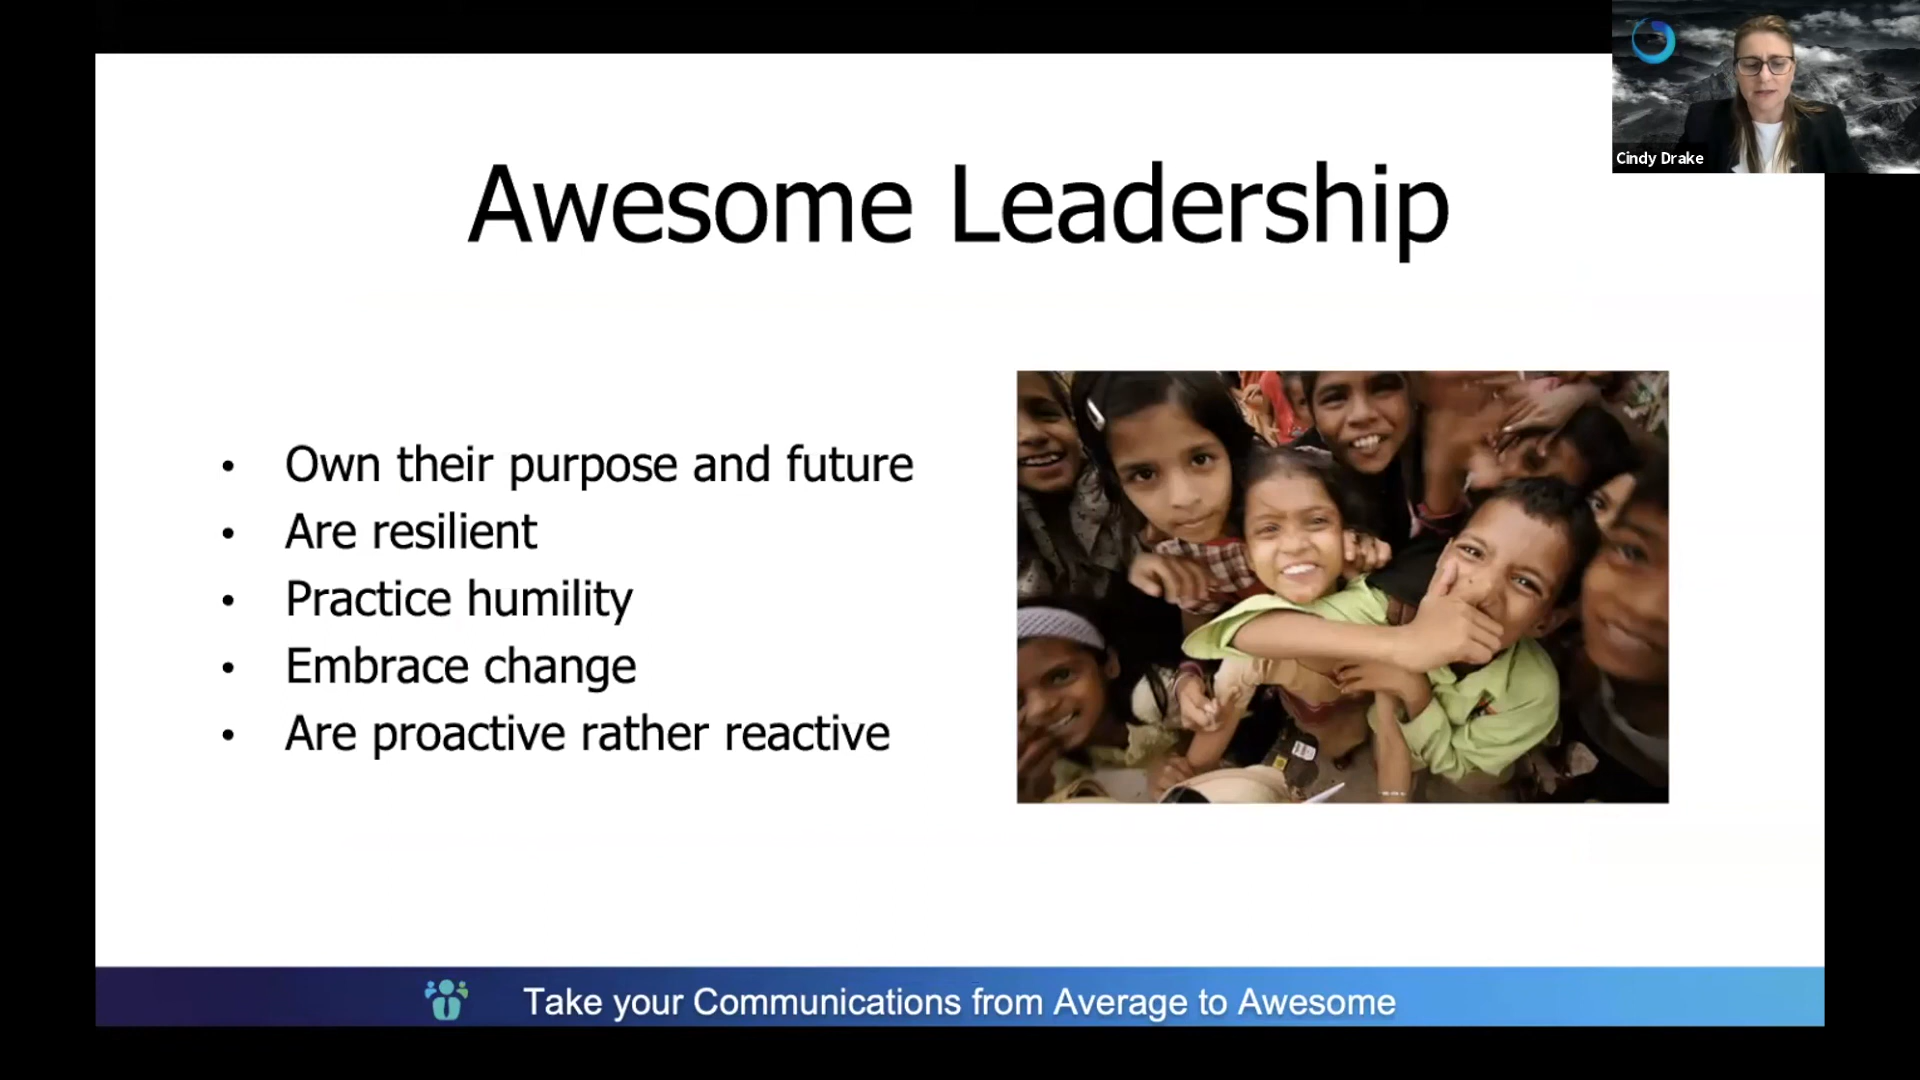 Cindy Drake
Awesome Leadership
• Own their purpose and future
• Are resilient
• Practice humility
• Embrace change
• Are proactive rather reactive
Take your Communications from Average to Awesome